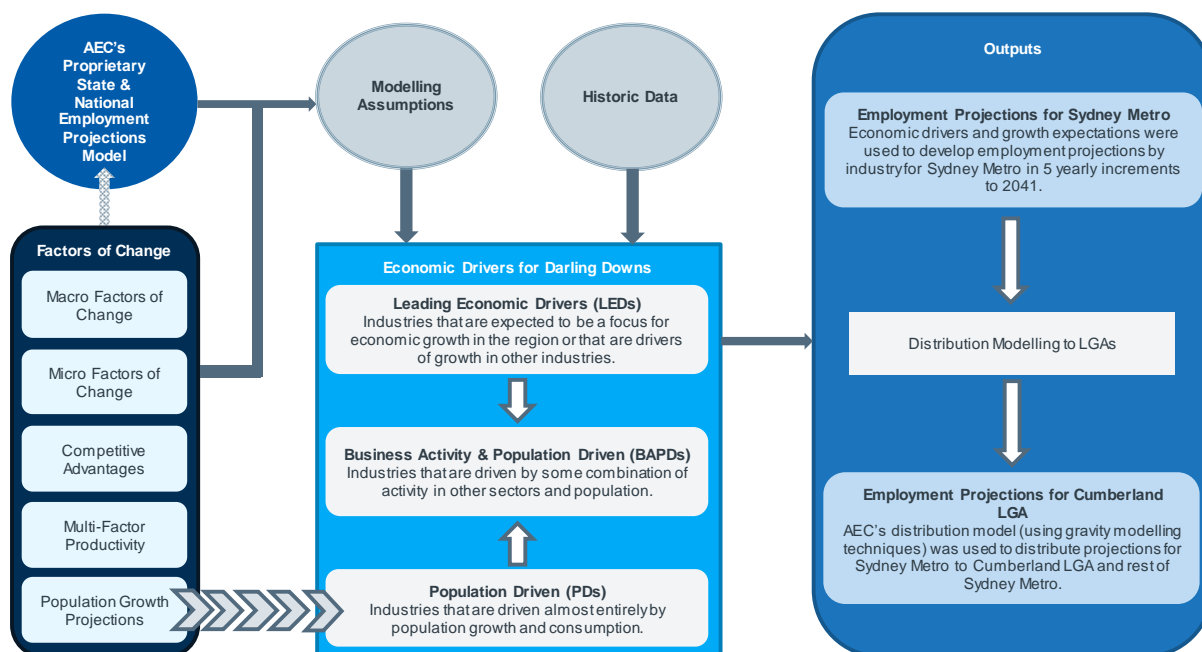 AEC's
Proprietary
State &
National
Employment
Projections
Model
Modelling
Assumptions
Historic Data
Factors of Change
Macro Factors of
Change
Micro Factors of
Change
Competitive
Advantages
Multi-Factor
Productivity
Population Growth
Projections
Economic Drivers for Darling Downs
Leading Economic Drivers (LEDs)
Industries that are expected to be a focus for
economic growth in the region or that are drivers
of growth in other industries.
Business Activity & Population Driven (BAPDs)
Industries that are driven by some combination of
activity in other sectors and population.
Population Driven (PDs)
Industries that are driven almost entirely by
population growth and consumption.
Outputs
Employment Projections for Sydney Metro
Economic drivers and growth expectations were
used to develop employment projections by
industry for Sydney Metro in 5 yearly increments
to 2041.
Distribution Modelling to LGAs
Employment Projections for Cumberland
LGA
AEC's distribution model (using gravity modelling
techniques) was used to distribute projections for
Sydney Metro to Cumberland LGA and rest of
Sydney Metro.